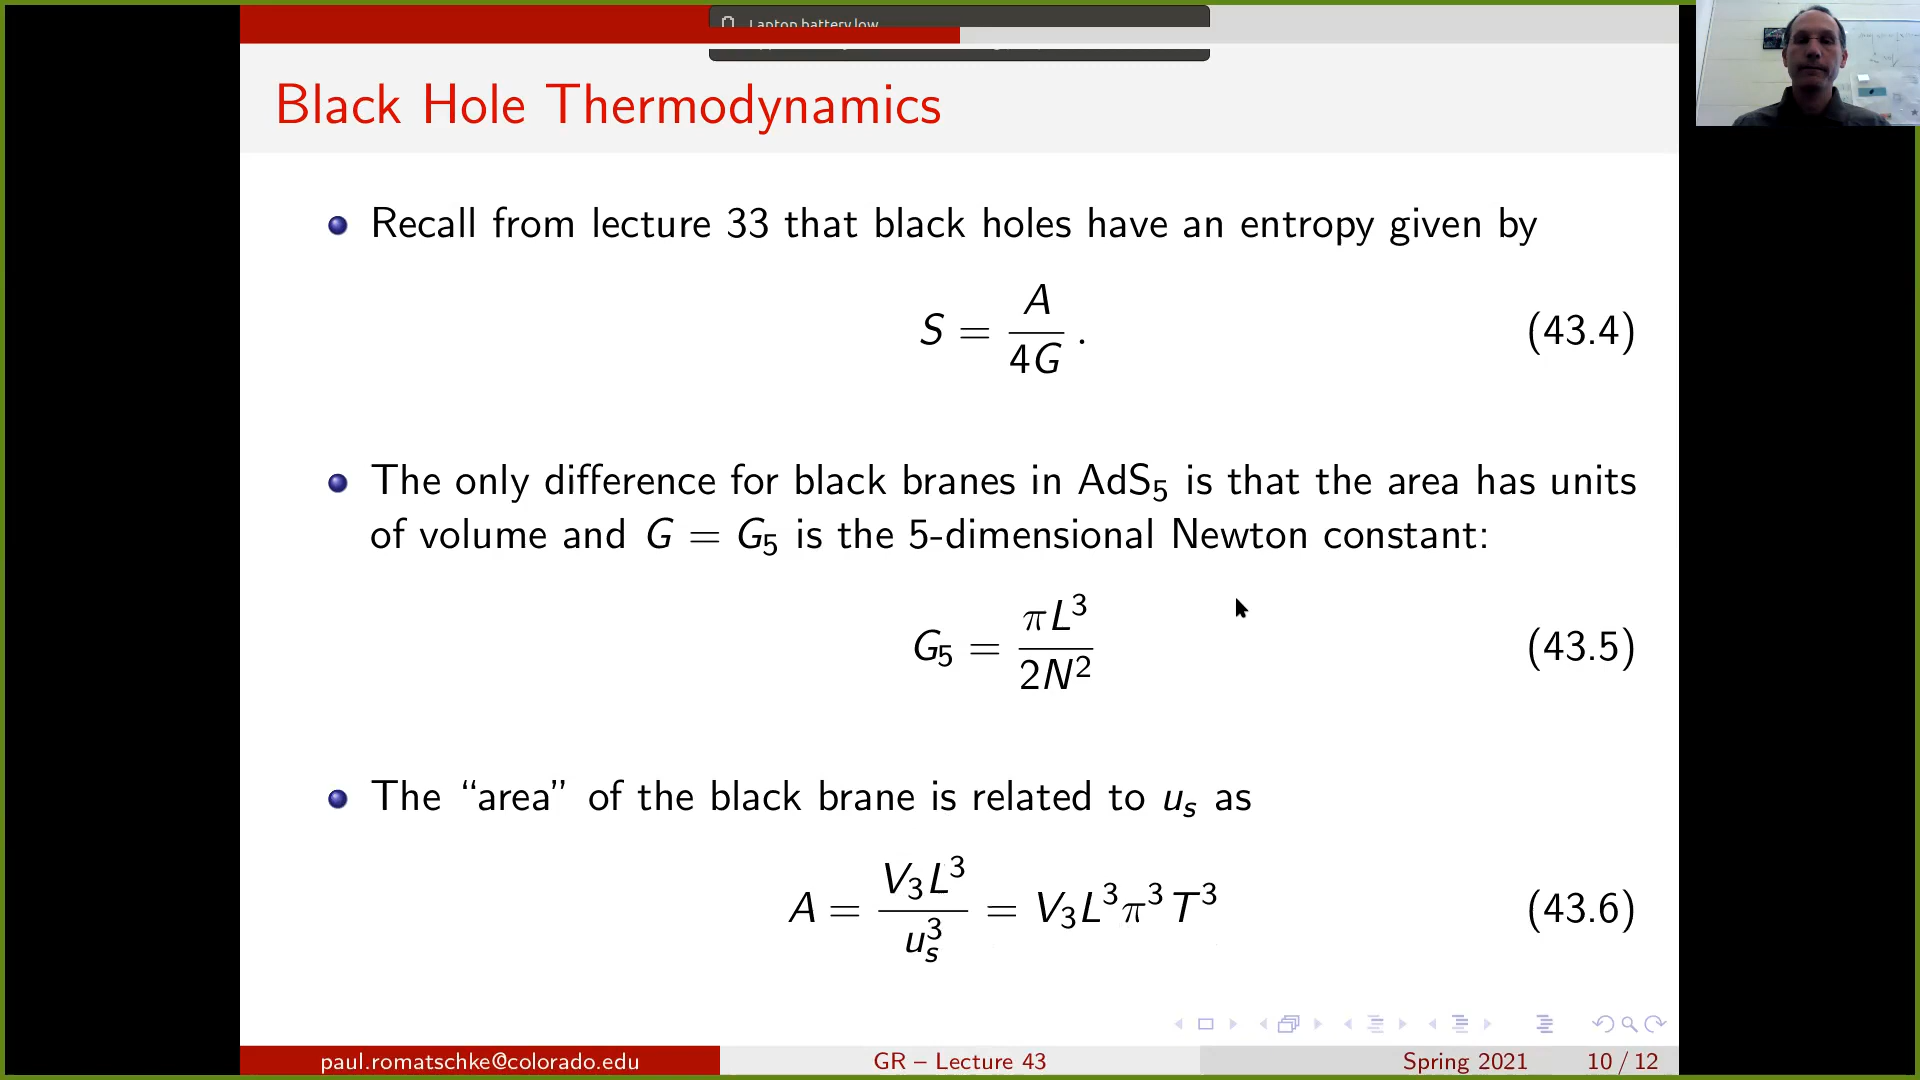 Laptop battery low
Black Hole Thermodynamics
Recall from lecture 33 that black holes have an entropy given by
S = A / 4G . (43.4)
The only difference for black branes in AdS₅ is that the area has units
of volume and G = G₅ is the 5-dimensional Newton constant:
G₅ = πL³ / 2N² (43.5)
The “area” of the black brane is related to uₛ as
A = V₃L³ / uₛ³ = V₃L³π³T³ (43.6)
paul.romatschke@colorado.edu GR – Lecture 43 Spring 2021 10 / 12